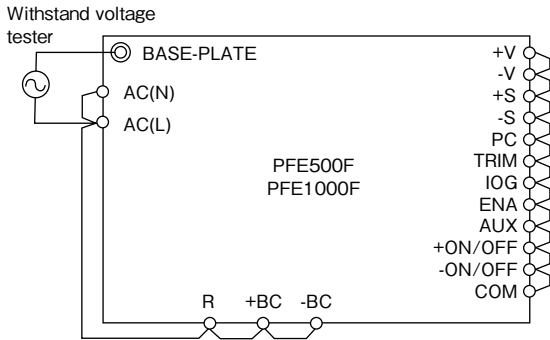 Withstand voltage
tester
BASE-PLATE
AC(N)
AC(L)
PFE500F
PFE1000F
+V
-V
+S
-S
PC
TRIM
IOG
ENA
AUX
+ON/OFF
-ON/OFF
COM
R +BC -BC